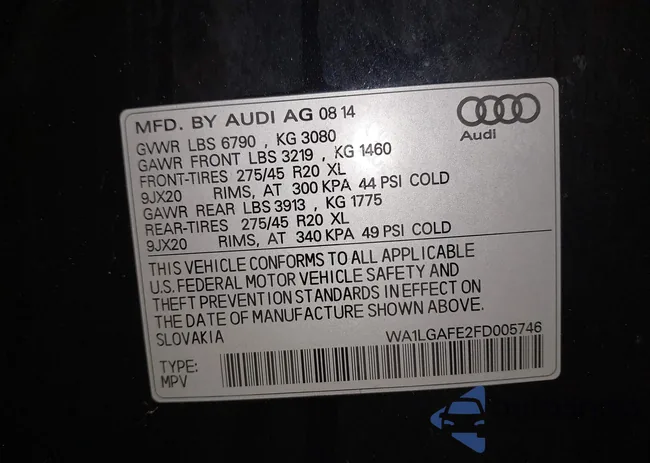 MFD. BY AUDI AG 08 14
Audi
GVWR LBS 6790 , KG 3080
GAWR FRONT LBS 3219 , KG 1460
FRONT-TIRES 275/45 R20 XL
9JX20 RIMS, AT 300 KPA 44 PSI COLD
GAWR REAR LBS 3913 , KG 1775
REAR-TIRES 275/45 R20 XL
9JX20 RIMS, AT 340 KPA 49 PSI COLD
THIS VEHICLE CONFORMS TO ALL APPLICABLE
U.S. FEDERAL MOTOR VEHICLE SAFETY AND
THEFT PREVENTION STANDARDS IN EFFECT ON
THE DATE OF MANUFACTURE SHOWN ABOVE.
SLOVAKIA WA1LGAFE2FD005746
TYPE:
MPV